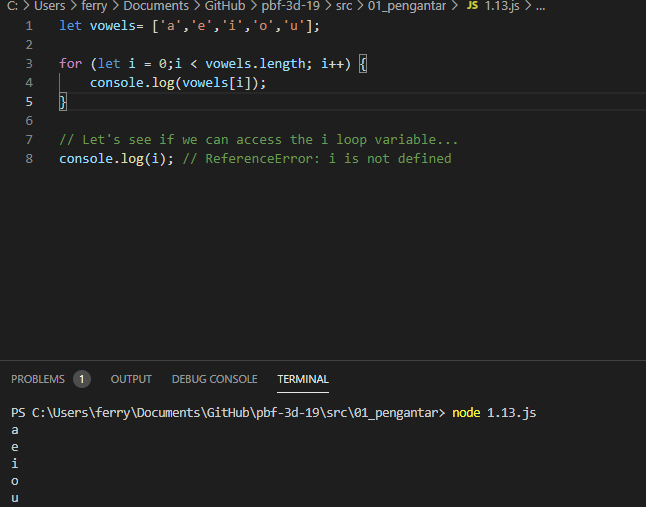 C: > Users > ferry > Documents > GitHub > pbf-3d-19 > src > 01_pengantar > JS 1.13.js > ...
1 let vowels= ['a','e','i','o','u'];
2
3 for (let i = 0;i < vowels.length; i++) {
4     console.log(vowels[i]);
5 }
6
7 // Let's see if we can access the i loop variable...
8 console.log(i); // ReferenceError: i is not defined
PROBLEMS 1 OUTPUT DEBUG CONSOLE TERMINAL
PS C:\Users\ferry\Documents\GitHub\pbf-3d-19\src\01_pengantar> node 1.13.js
a
e
i
o
u